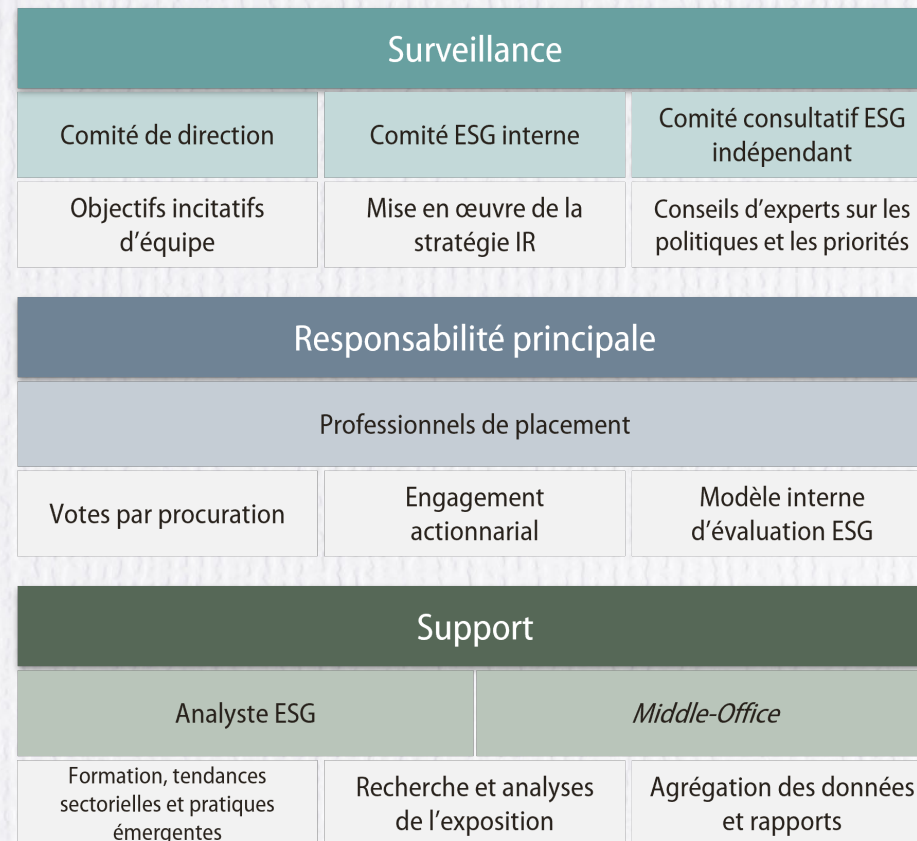 Surveillance
Comité de direction
Comité ESG interne
Comité consultatif ESG
indépendant
Objectifs incitatifs
d'équipe
Mise en œuvre de la
stratégie IR
Conseils d'experts sur les
politiques et les priorités
Responsabilité principale
Professionnels de placement
Votes par procuration
Engagement
actionnarial
Modèle interne
d'évaluation ESG
Support
Analyste ESG
Middle-Office
Formation, tendances
sectorielles et pratiques
émergentes
Recherche et analyses
de l'exposition
Agrégation des données
et rapports